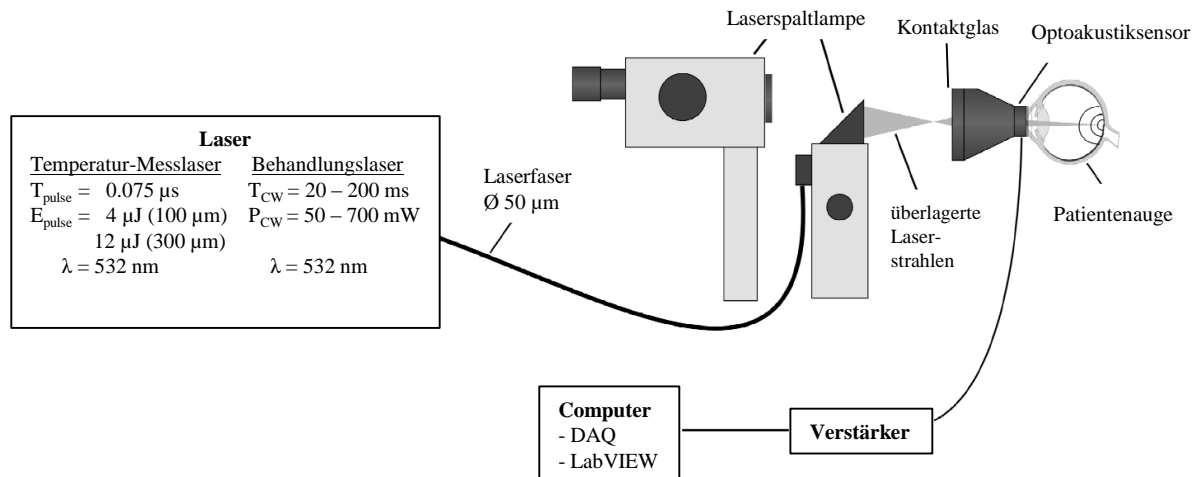 Laser
Temperatur-Messlaser
T_pulse = 0.075 µs
E_pulse = 4 µJ (100 µm)
12 µJ (300 µm)
λ = 532 nm
Behandlungslaser
T_CW = 20 – 200 ms
P_CW = 50 – 700 mW
λ = 532 nm
Laserfaser
Ø 50 µm
Laserspaltlampe
Kontaktglas
Optoakustiksensor
überlagerte
Laser-
strahlen
Patientenauge
Computer
- DAQ
- LabVIEW
Verstärker